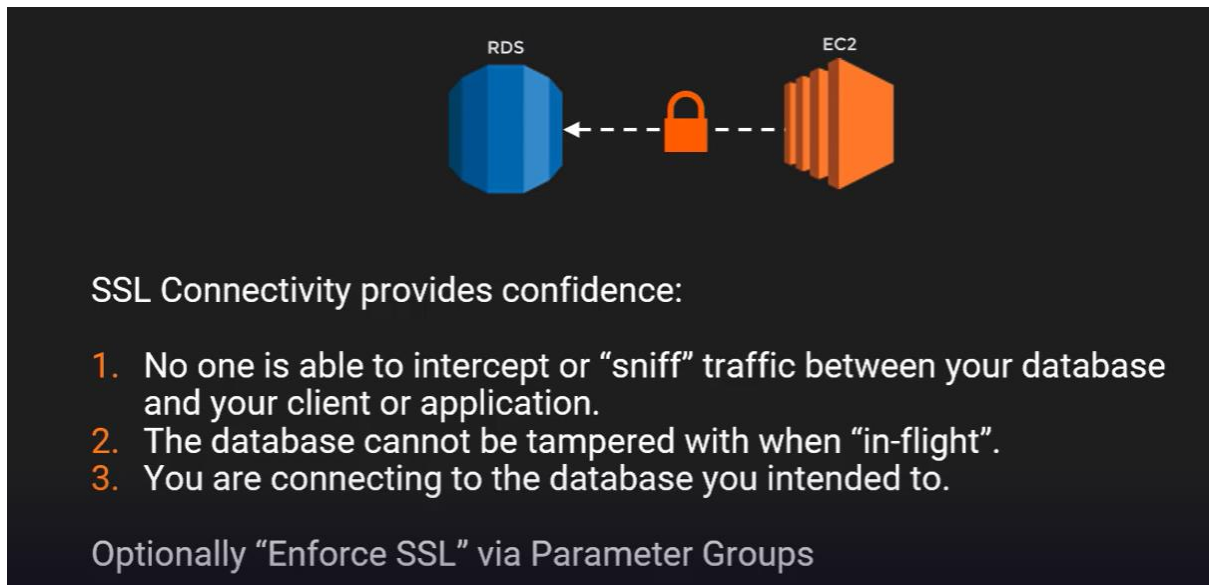 RDS
EC2
SSL Connectivity provides confidence:
1. No one is able to intercept or “sniff” traffic between your database
and your client or application.
2. The database cannot be tampered with when “in-flight”.
3. You are connecting to the database you intended to.
Optionally “Enforce SSL” via Parameter Groups